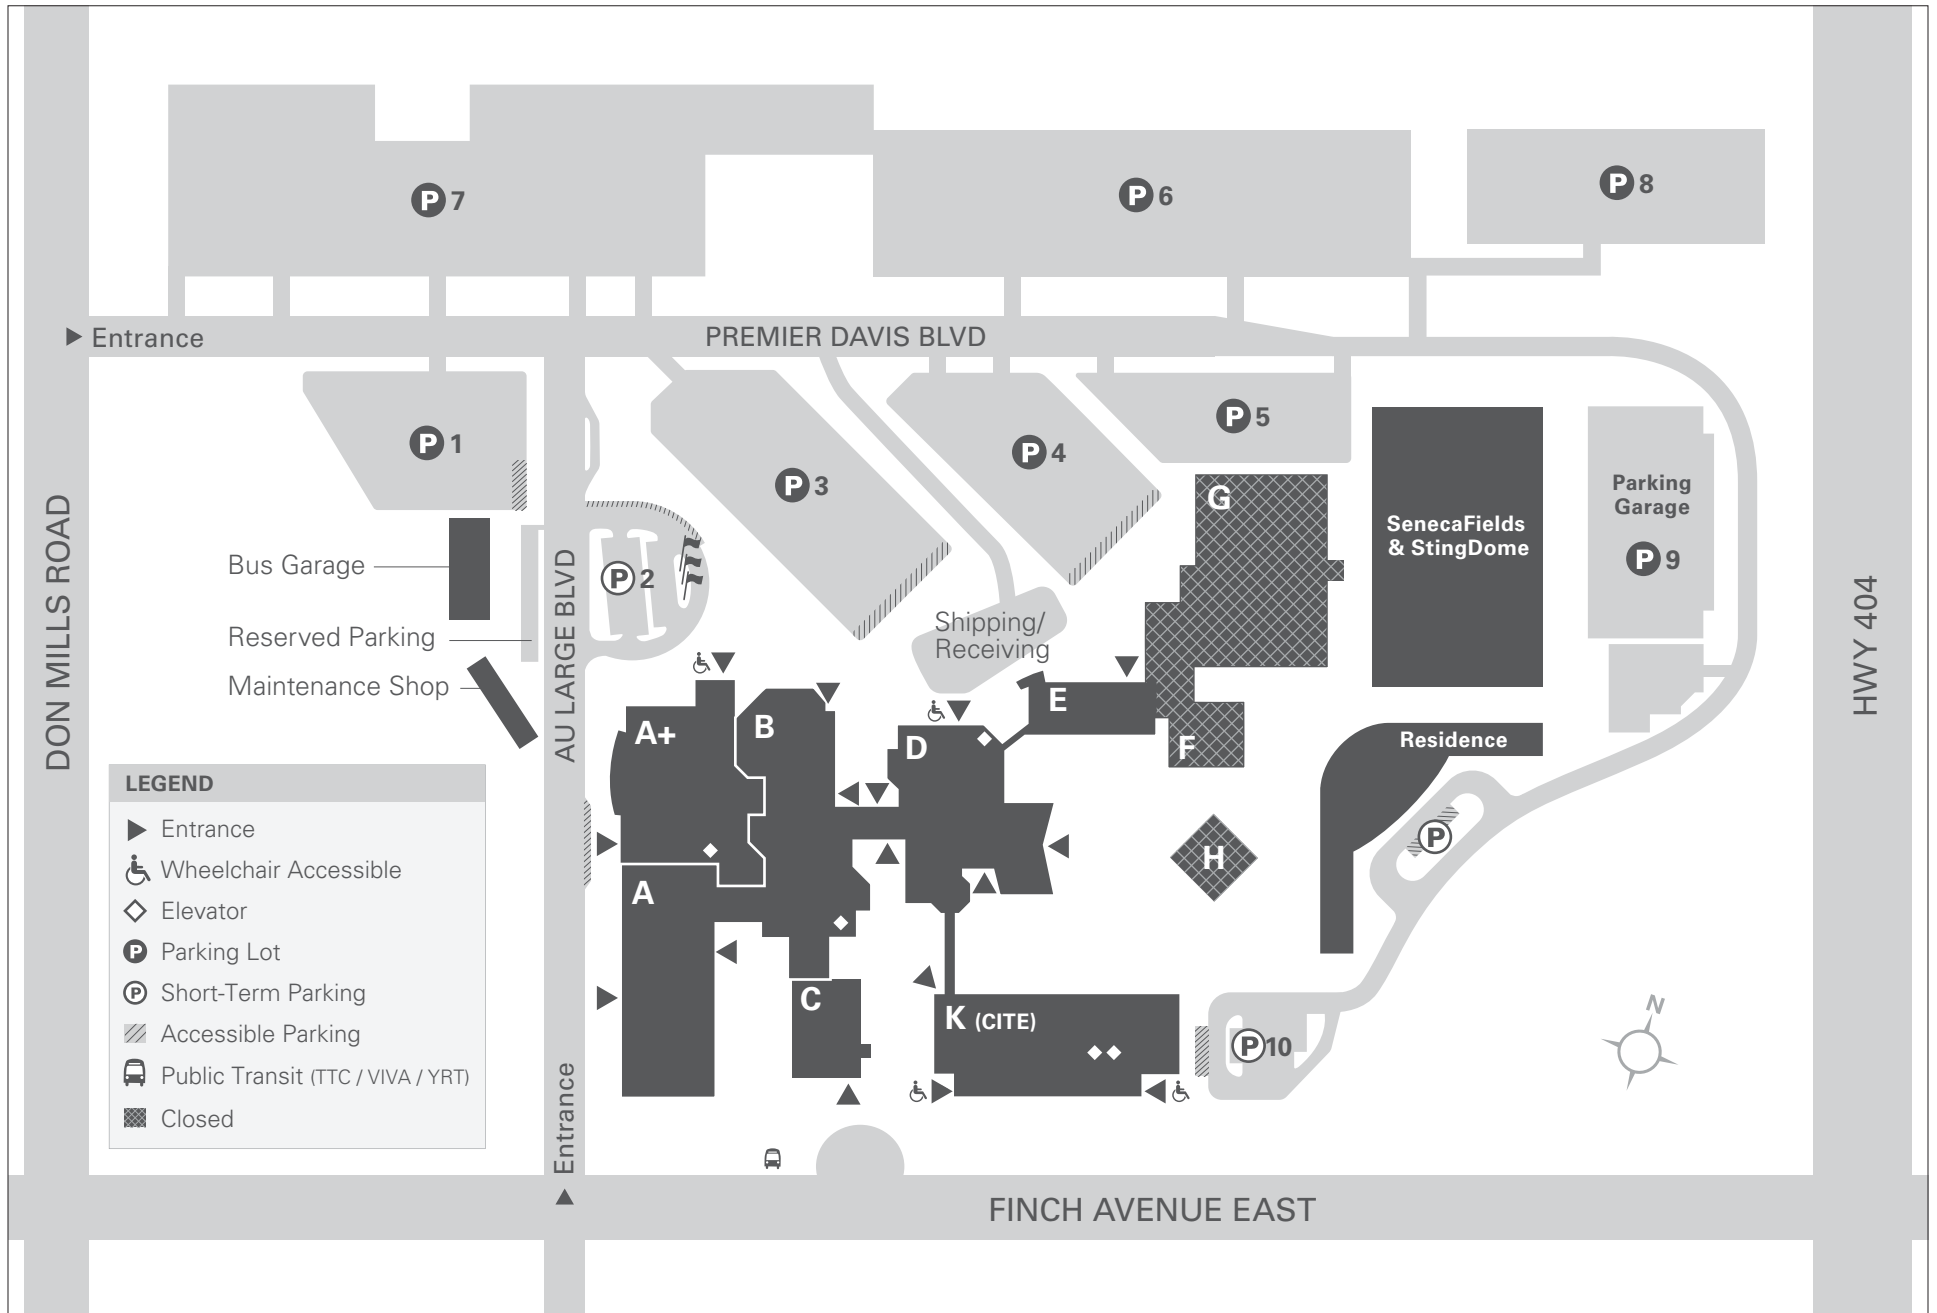 P 7
P 6
P 8
Entrance
PREMIER DAVIS BLVD
P 1
P 3
P 4
P 5
G
SenecaFields
& StingDome
Parking
Garage
P 9
DON MILLS ROAD
HWY 404
Bus Garage
Reserved Parking
Maintenance Shop
AU LARGE BLVD
P 2
Shipping/
Receiving
A+
B
D
E
F
Residence
P
H
A
C
K (CITE)
P 10
N
LEGEND
Entrance
Wheelchair Accessible
Elevator
P Parking Lot
P Short-Term Parking
Accessible Parking
Public Transit (TTC / VIVA / YRT)
Closed
Entrance
FINCH AVENUE EAST